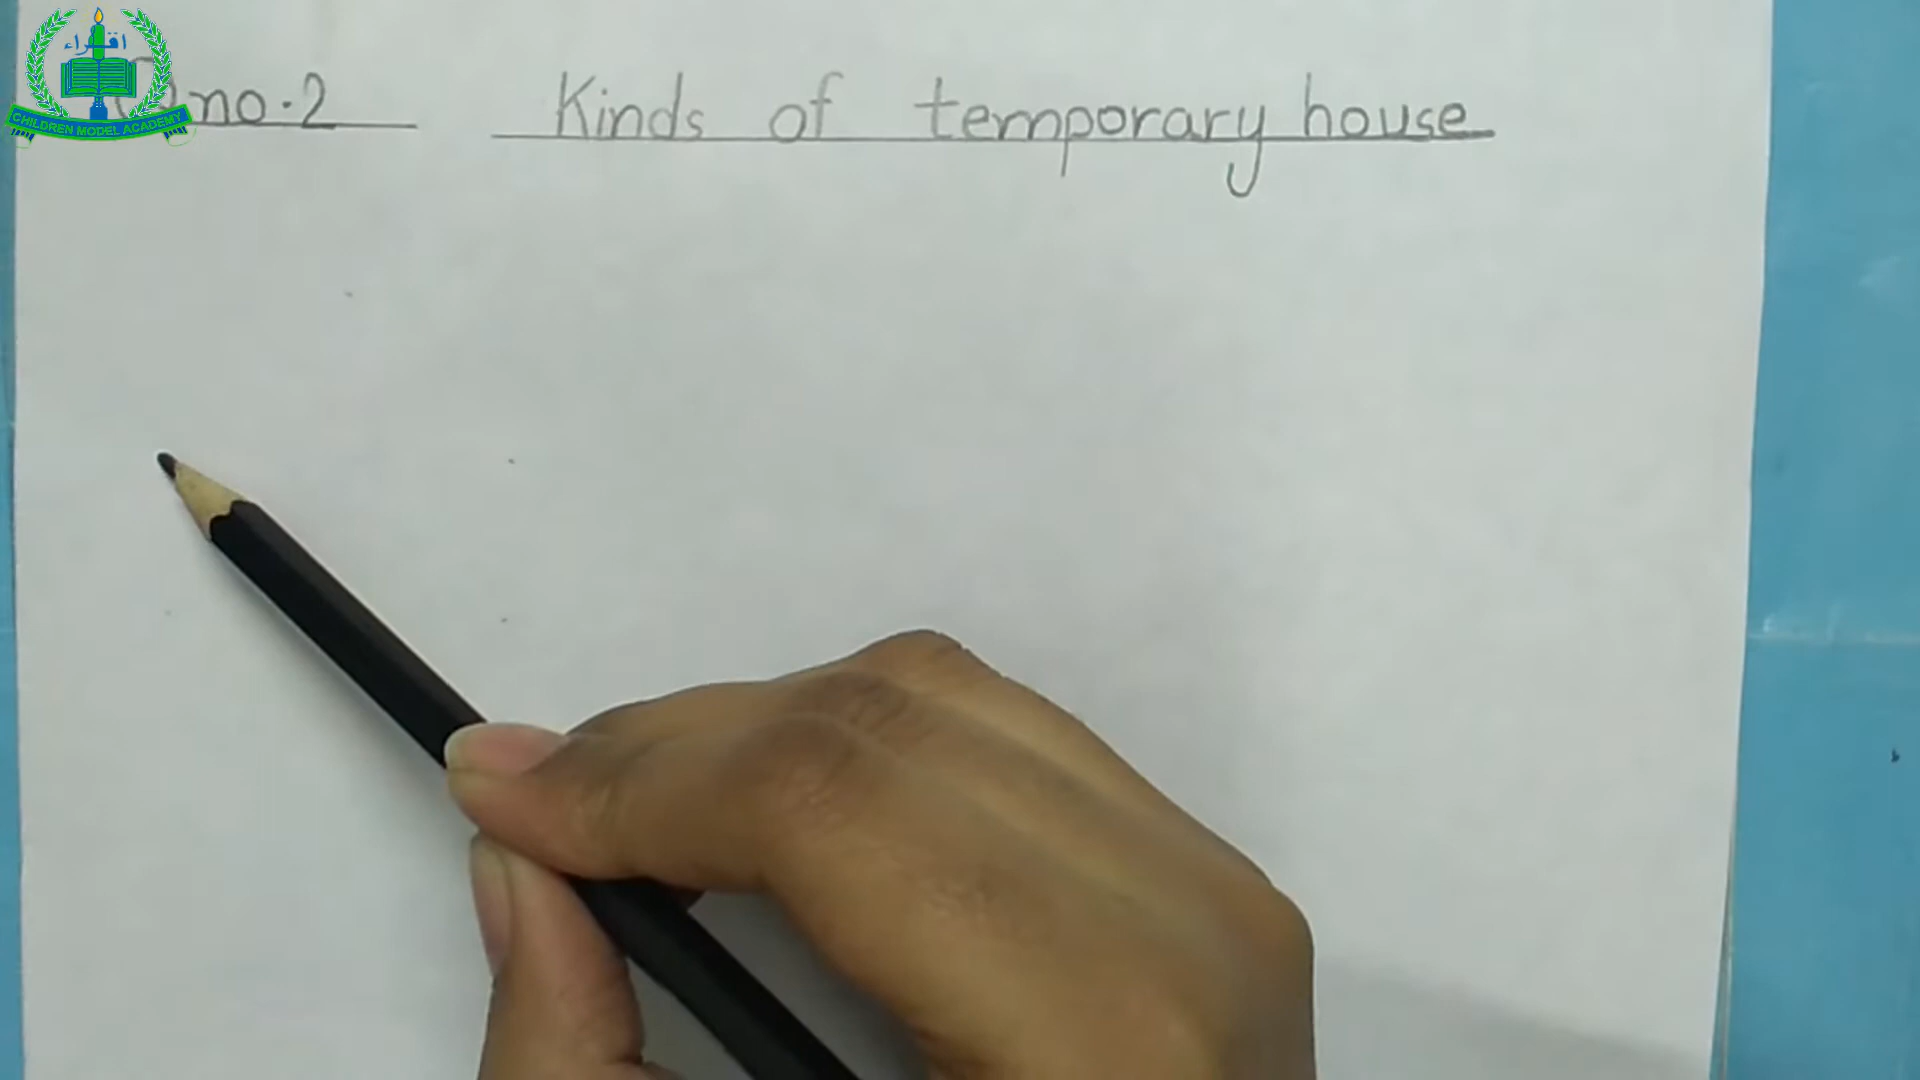 اقراء
CHILDREN MODEL ACADEMY
Q no.2 Kinds of temporary house